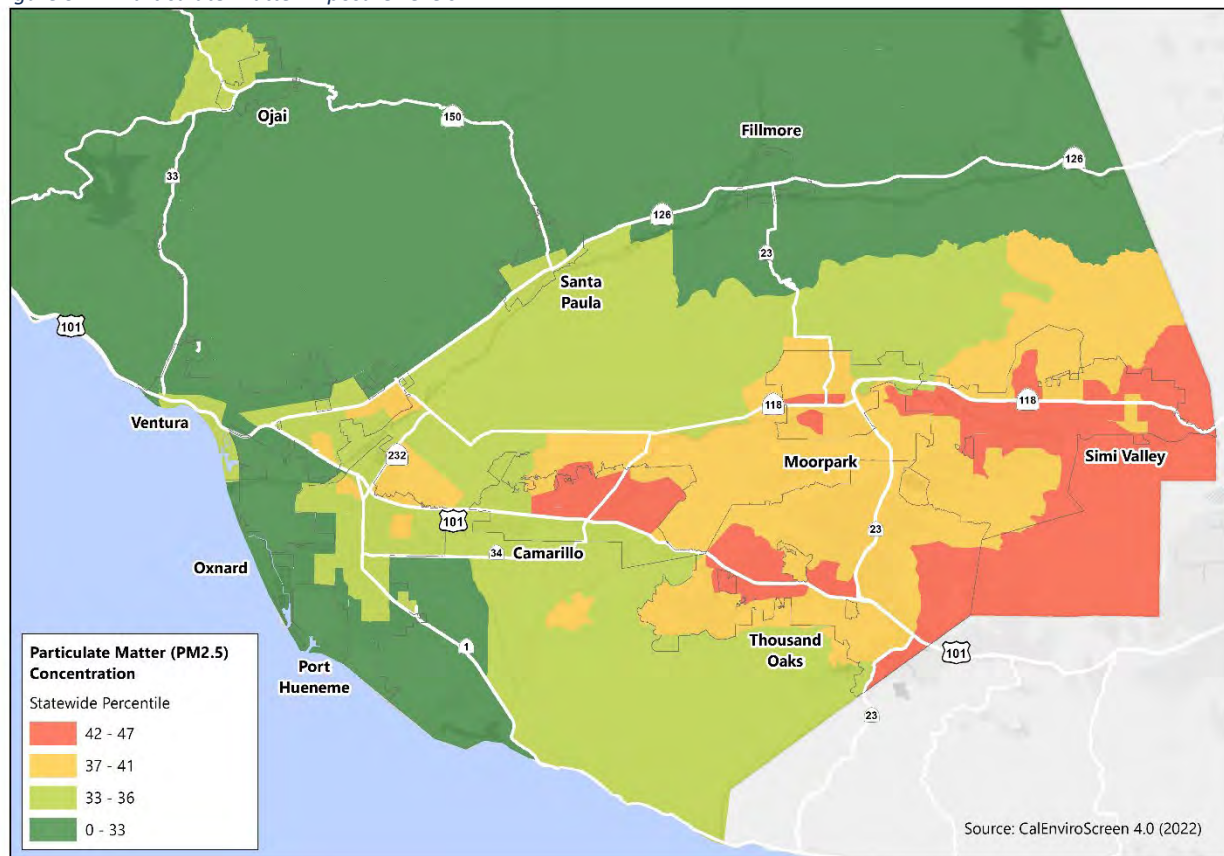 Ojai
150
Fillmore
33
126
126
23
Santa
Paula
101
Ventura
118
118
232
Moorpark
Simi Valley
101
23
34
Camarillo
Oxnard
Thousand
Oaks
101
1
Port
Hueneme
23
Particulate Matter (PM2.5)
Concentration
Statewide Percentile
42 - 47
37 - 41
33 - 36
0 - 33
Source: CalEnviroScreen 4.0 (2022)